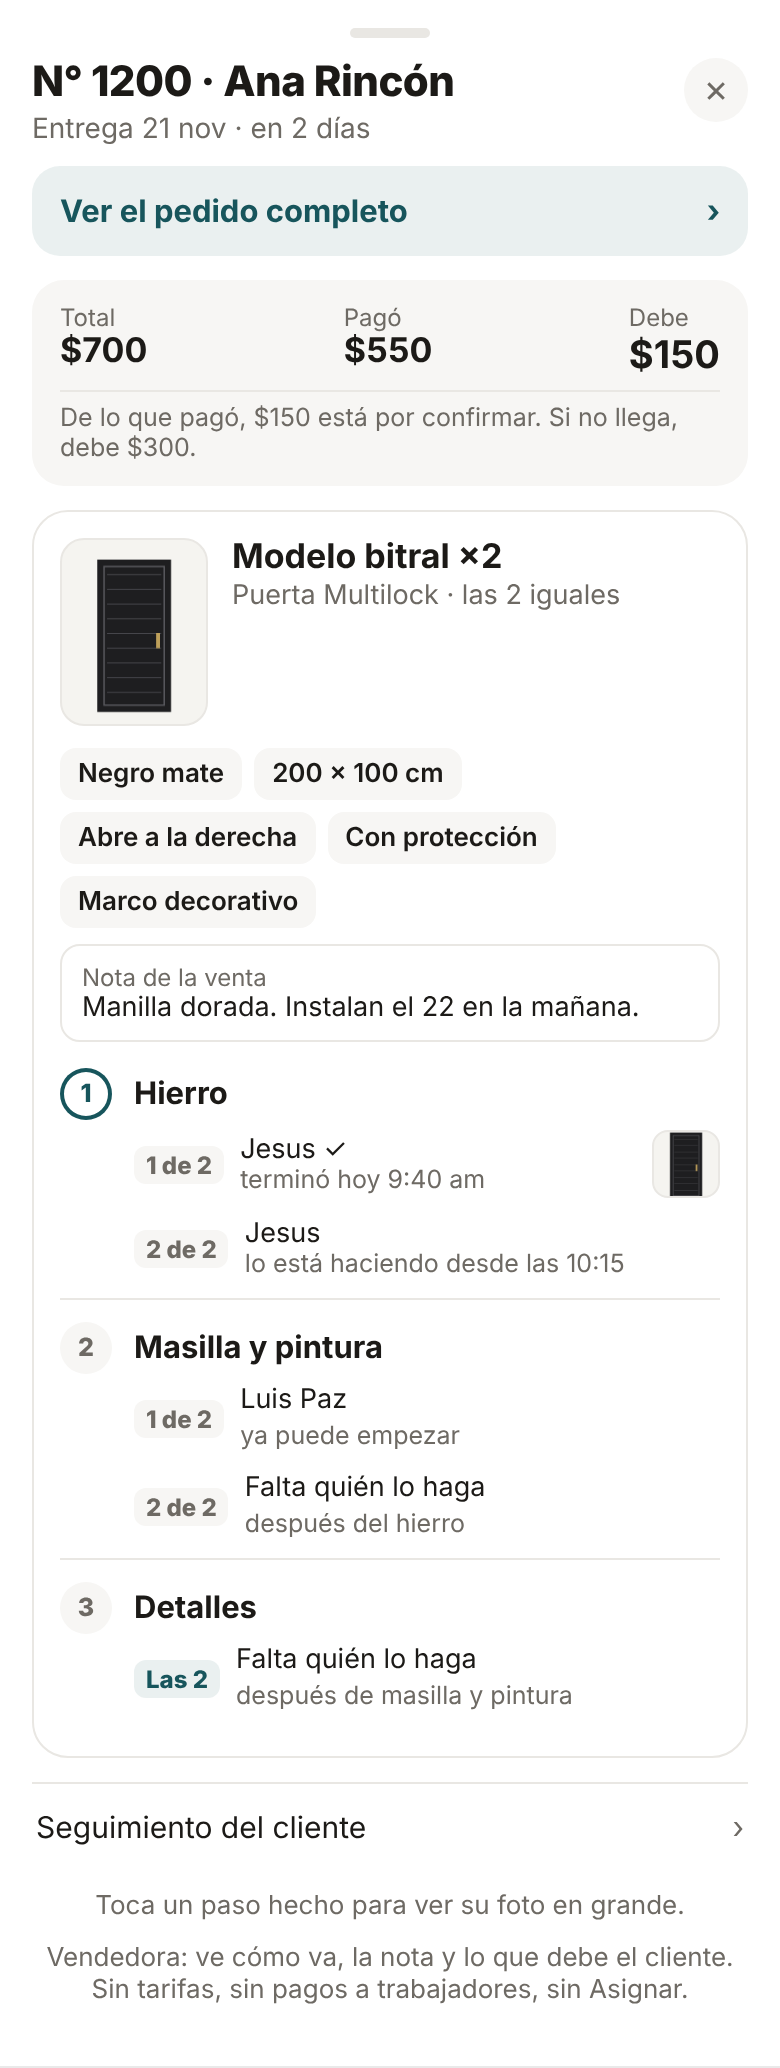 N° 1200 · Ana Rincón
Entrega 21 nov · en 2 días
Ver el pedido completo ›
Total Pagó Debe
$700 $550 $150
De lo que pagó, $150 está por confirmar. Si no llega,
debe $300.
Modelo bitral ×2
Puerta Multilock · las 2 iguales
Negro mate 200 × 100 cm
Abre a la derecha Con protección
Marco decorativo
Nota de la venta
Manilla dorada. Instalan el 22 en la mañana.
1 Hierro
1 de 2 Jesus ✓
terminó hoy 9:40 am
2 de 2 Jesus
lo está haciendo desde las 10:15
2 Masilla y pintura
1 de 2 Luis Paz
ya puede empezar
2 de 2 Falta quién lo haga
después del hierro
3 Detalles
Las 2 Falta quién lo haga
después de masilla y pintura
Seguimiento del cliente ›
Toca un paso hecho para ver su foto en grande.
Vendedora: ve cómo va, la nota y lo que debe el cliente.
Sin tarifas, sin pagos a trabajadores, sin Asignar.